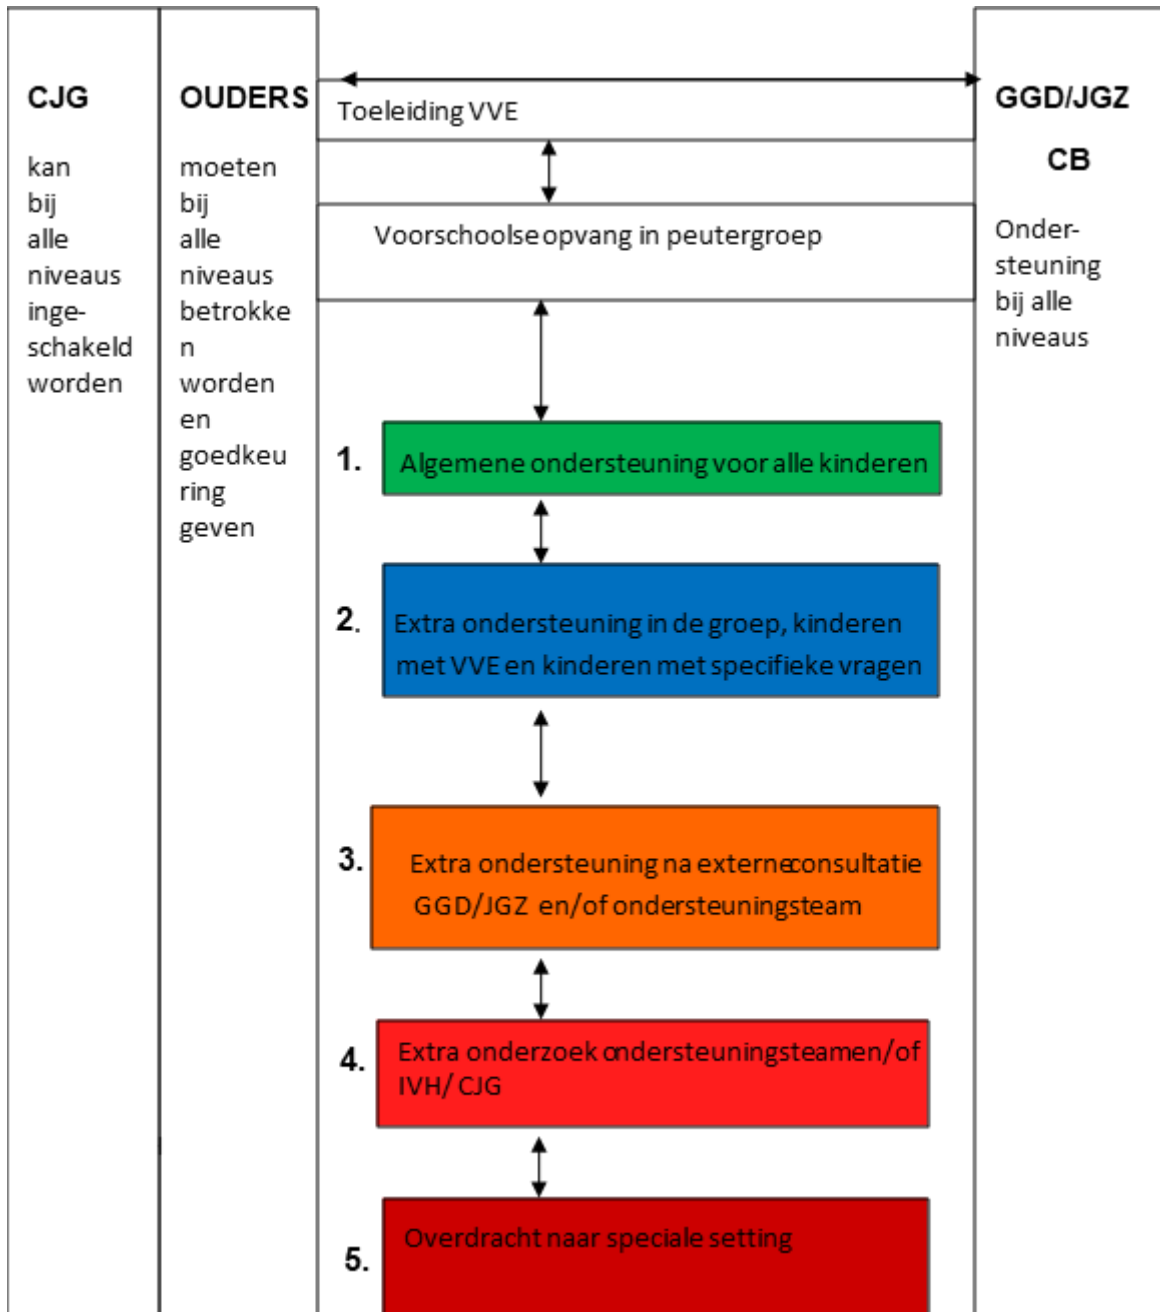 CJG
kan
bij
alle
niveaus
inge-
schakeld
worden
OUDERS
moeten
bij
alle
niveaus
betrokke
n
worden
en
goedkeu
ring
geven
Toeleiding VVE
Voorschoolse opvang in peutergroep
1. Algemene ondersteuning voor alle kinderen
2. Extra ondersteuning in de groep, kinderen
met VVE en kinderen met specifieke vragen
3. Extra ondersteuning na externe consultatie
GGD/JGZ en/of ondersteuningsteam
4. Extra onderzoek ondersteuningsteam en/of
IVH/ CJG
5. Overdracht naar speciale setting
GGD/JGZ
CB
Onder-
steuning
bij alle
niveaus